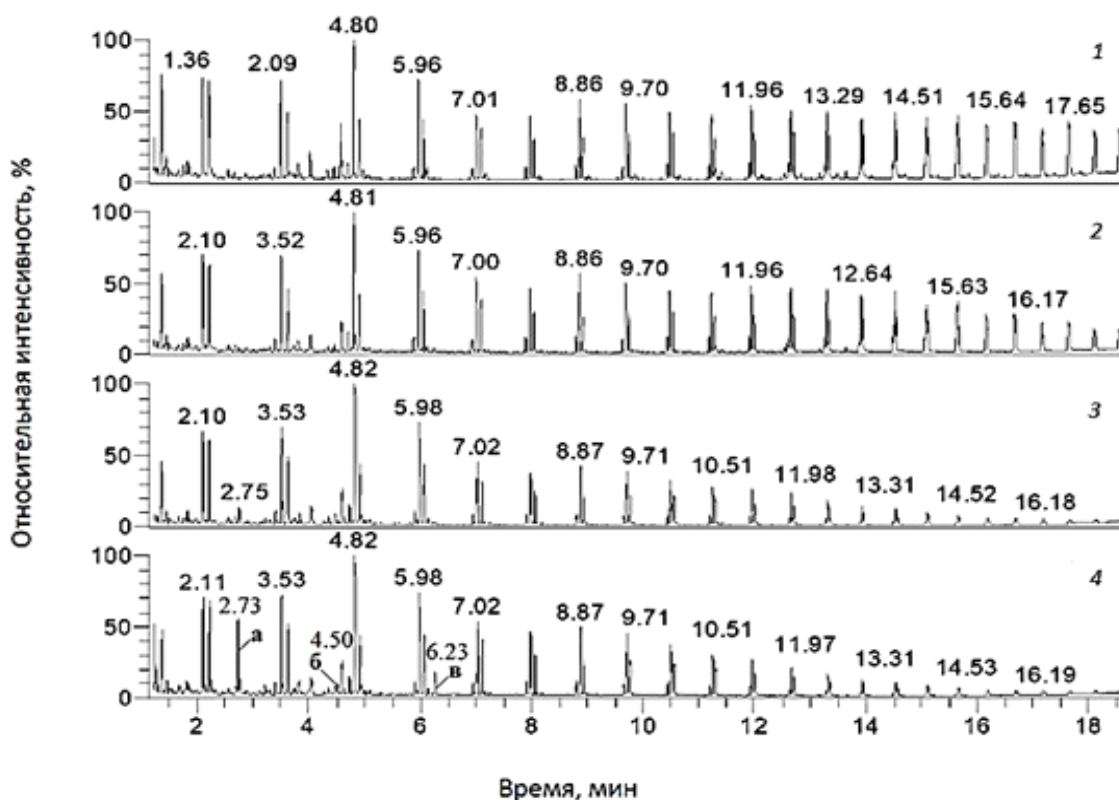 Относительная интенсивность, %
4.80
100 1.36 2.09 5.96 8.86 9.70 11.96 13.29 14.51 15.64 17.65 1
7.01
50
0
4.81
100 2.10 3.52 5.96 8.86 9.70 11.96 12.64 15.63 16.17 2
7.00
50
0
4.82
100 2.10 3.53 5.98 3
7.02 8.87 9.71 10.51 11.98 13.31 14.52 16.18
50
2.75
0
4.82
100 2.11 2.73 3.53 5.98 4
7.02 8.87 9.71 10.51 11.97 13.31 14.53 16.19
50 а 4.50 6.23
б в
0
2 4 6 8 10 12 14 16 18
Время, мин